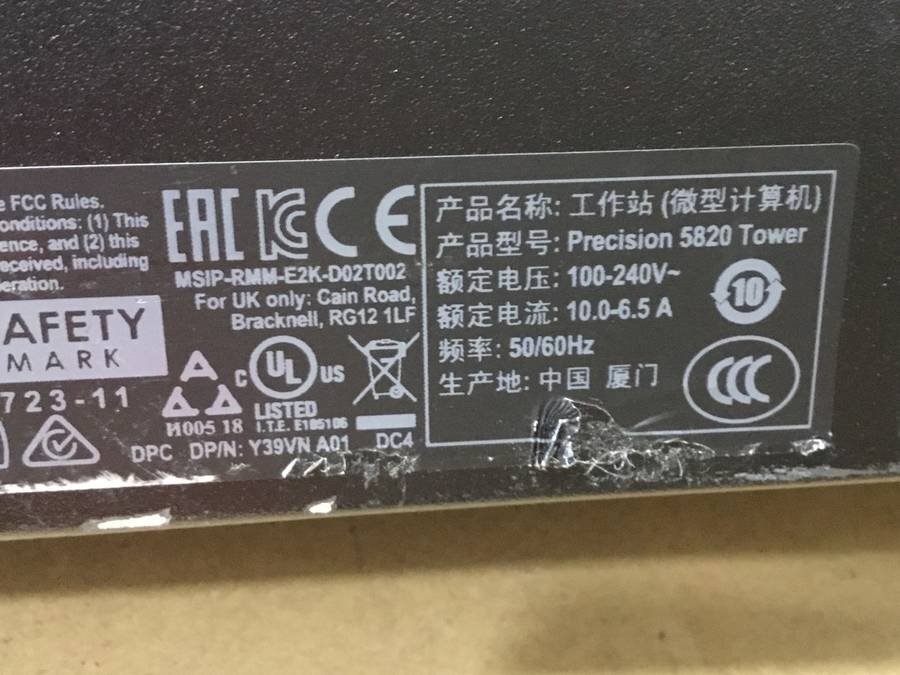 e FCC Rules.
onditions: (1) This
ence, and (2) this
eceived, including
eration.
AFETY
MARK
723-11
EAC
CE
MSIP-RMM-E2K-D02T002
For UK only: Cain Road,
Bracknell, RG12 1LF
c UL US
LISTED
I.T.E. E185106
И005 18
DPC DP/N: Y39VN A01 DC4
产品名称: 工作站 (微型计算机)
产品型号: Precision 5820 Tower
额定电压: 100-240V~
额定电流: 10.0-6.5 A
频率: 50/60Hz
生产地: 中国 厦门
10
CCC